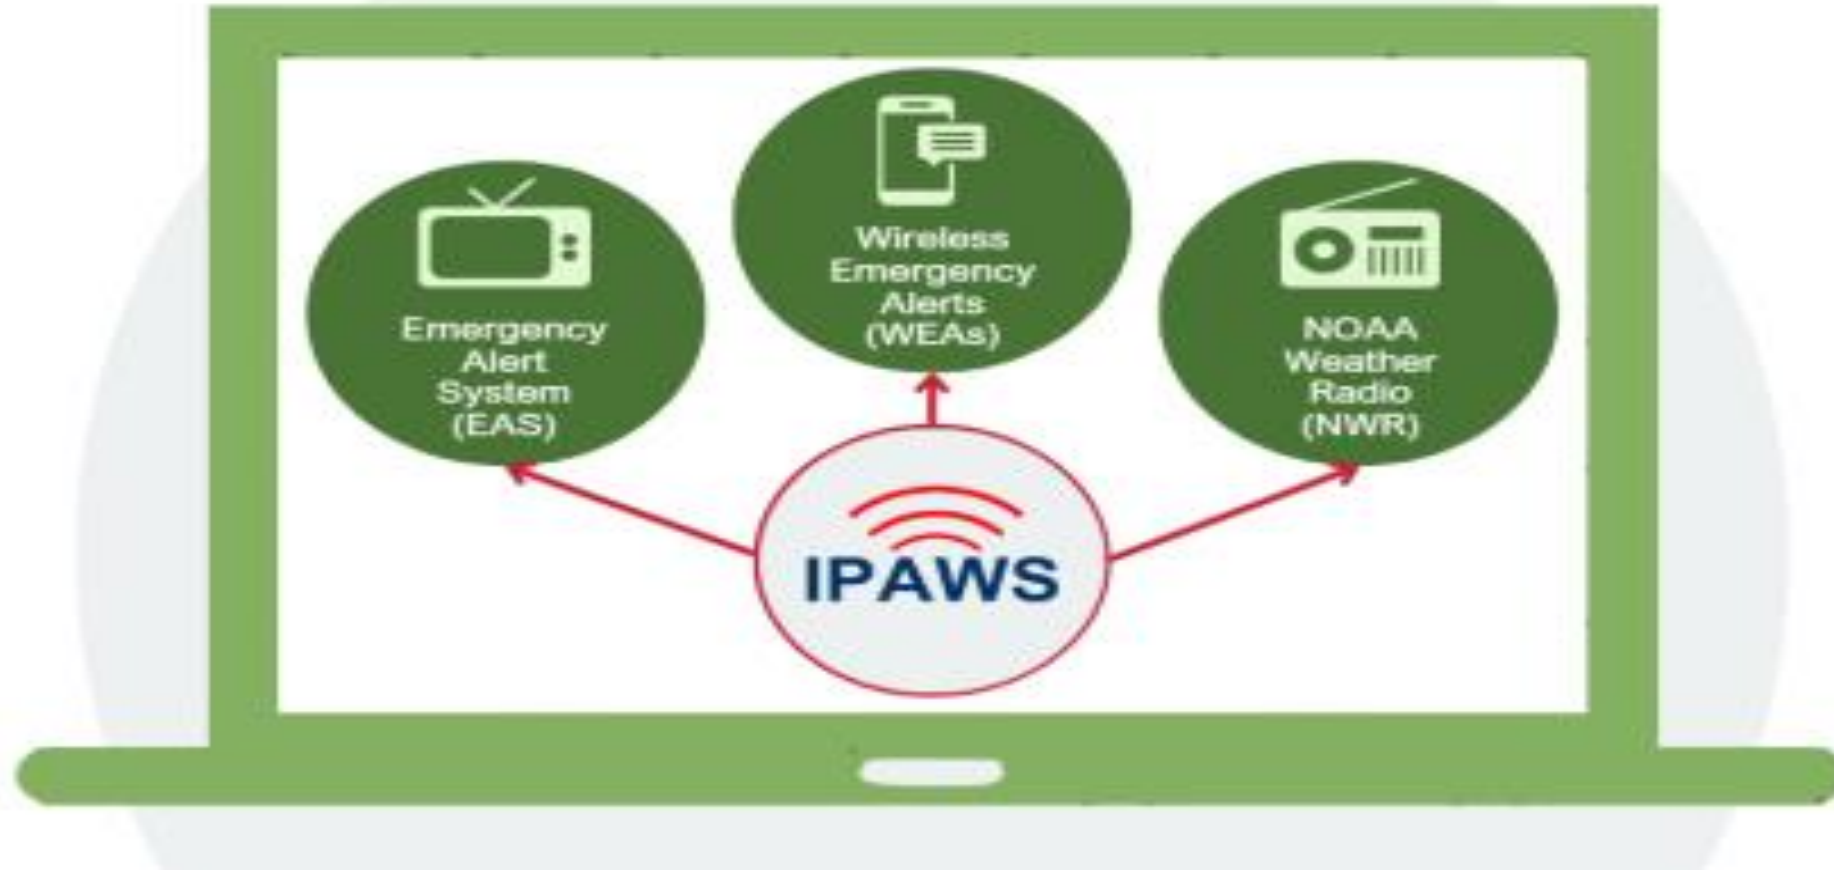 Emergency
Alert
System
(EAS)
Wireless
Emergency
Alerts
(WEAs)
NOAA
Weather
Radio
(NWR)
IPAWS